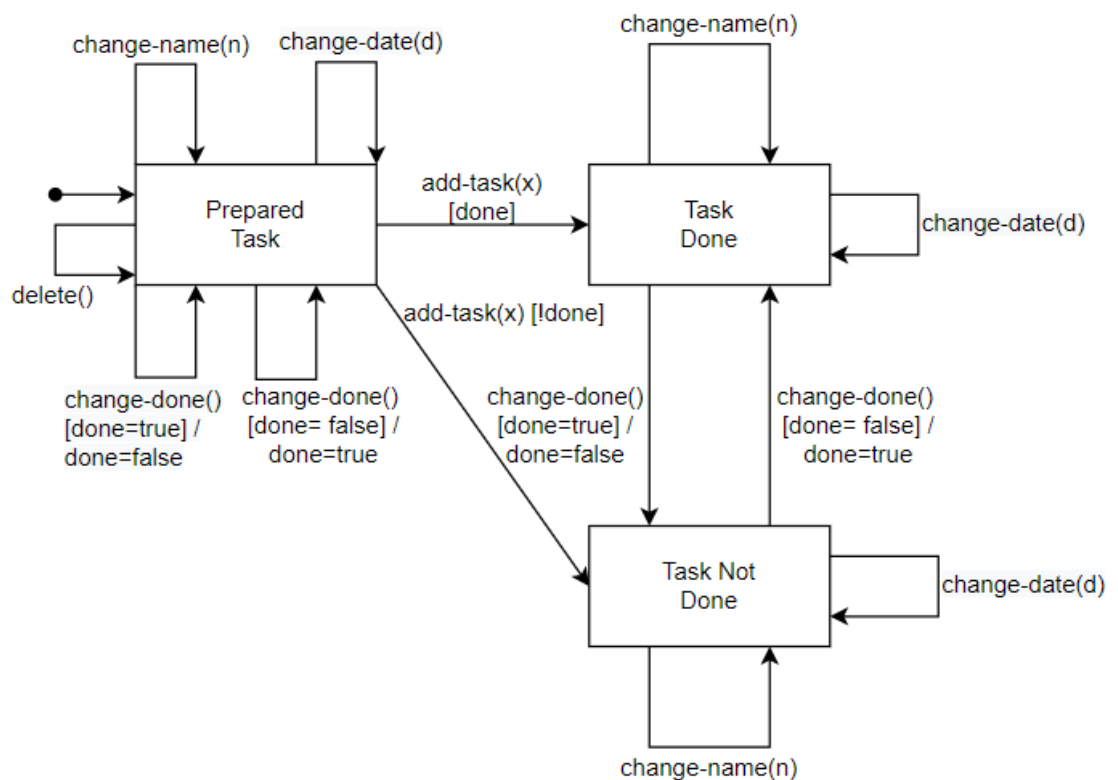 change-name(n)
change-date(d)
change-name(n)
Prepared
Task
add-task(x)
[done]
Task
Done
change-date(d)
delete()
add-task(x) [!done]
change-done()
[done=true] /
done=false
change-done()
[done= false] /
done=true
change-done()
[done=true] /
done=false
change-done()
[done= false] /
done=true
Task Not
Done
change-date(d)
change-name(n)